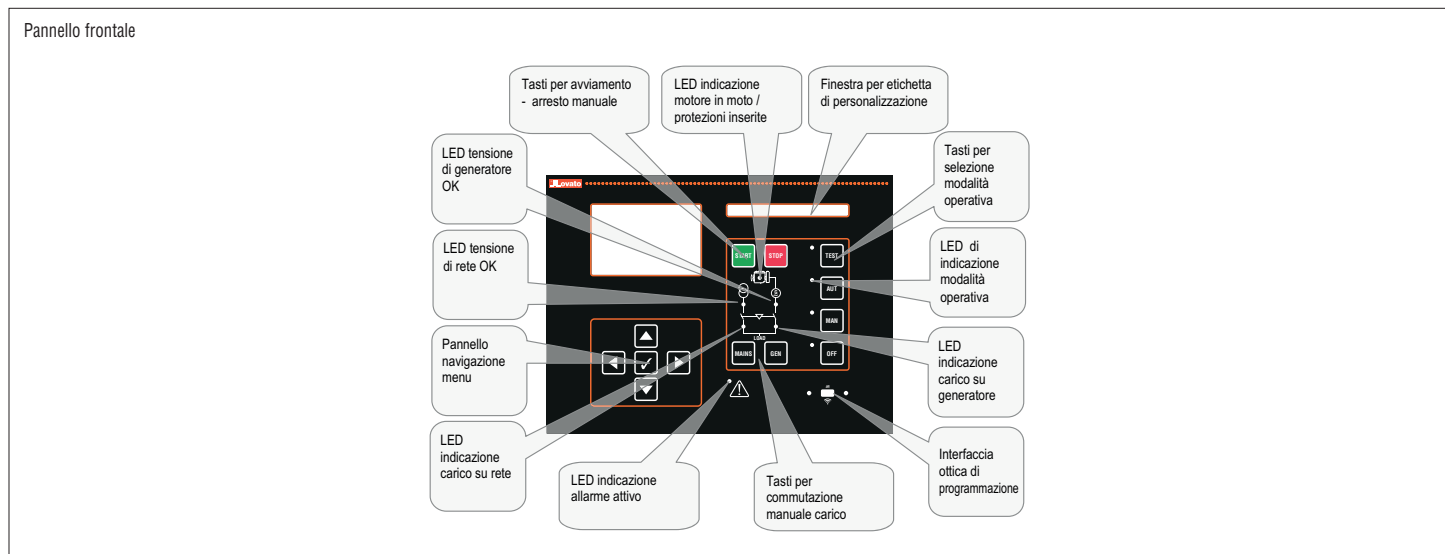 Pannello frontale
Tasti per avviamento
- arresto manuale
LED indicazione
motore in moto /
protezioni inserite
Finestra per etichetta
di personalizzazione
LED tensione
di generatore
OK
Tasti per
selezione
modalità
operativa
LED tensione
di rete OK
LED di
indicazione
modalità
operativa
Pannello
navigazione
menu
LED
indicazione
carico su
generatore
LED
indicazione
carico su rete
LED indicazione
allarme attivo
Tasti per
commutazione
manuale carico
Interfaccia
ottica di
programmazione
Lovato
START
STOP
TEST
AUT
MAN
OFF
LOAD
MAINS
GEN